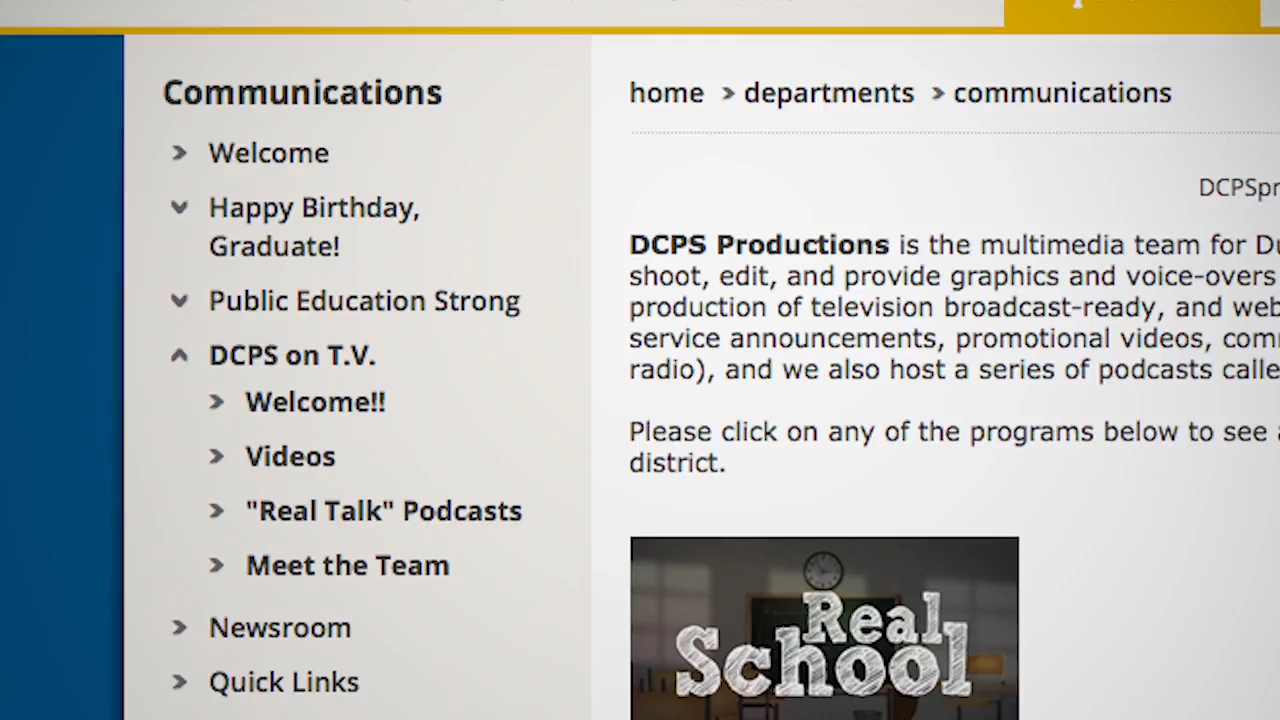 Communications
Welcome
Happy Birthday,
Graduate!
Public Education Strong
DCPS on T.V.
Welcome!!
Videos
"Real Talk" Podcasts
Meet the Team
Newsroom
Quick Links
home > departments > communications
DCPS Productions is the multimedia team for
shoot, edit, and provide graphics and voice-overs
production of television broadcast-ready, and
service announcements, promotional videos,
radio), and we also host a series of podcasts
Please click on any of the programs below to see
district.
Real
School